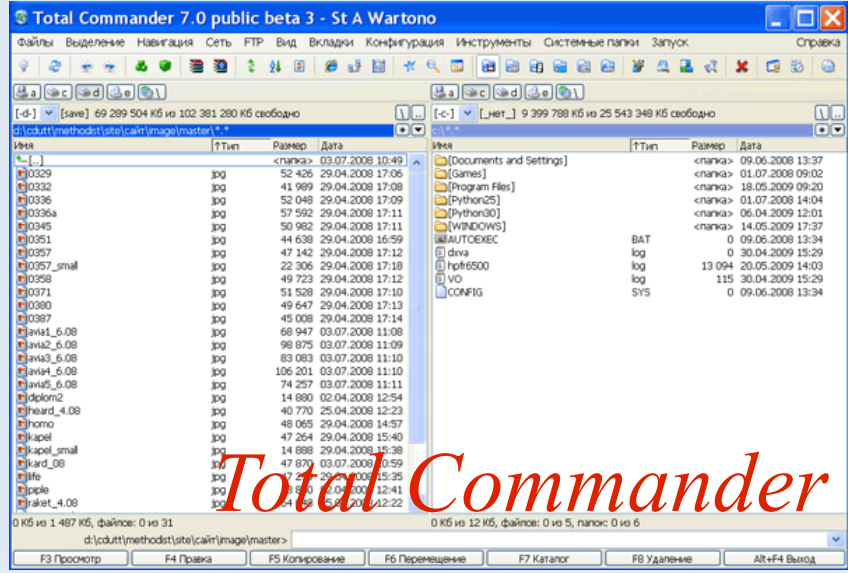 Total Commander 7.0 public beta 3 - St A Wartono
Файлы Выделение Навигация Сеть FTP Вид Вкладки Конфигурация Инструменты Системные папки Запуск Справка
a c d e \ a c d e \
[-d-] [save] 69 289 504 Кб из 102 381 280 Кб свободно \ .. [-c-] [_нет_] 9 399 788 Кб из 25 543 348 Кб свободно \ ..
d:\cdutt\methodist\site\сайт\image\master\*.* c:\*.*
Имя ↑Тип Размер Дата Имя ↑Тип Размер Дата
[..] <папка> 03.07.2008 10:49 [Documents and Settings] <папка> 09.06.2008 13:37
0329 jpg 52 426 29.04.2008 17:06 [Games] <папка> 01.07.2008 09:02
0332 jpg 41 989 29.04.2008 17:08 [Program Files] <папка> 18.05.2009 09:20
0336 jpg 52 048 29.04.2008 17:09 [Python25] <папка> 01.07.2008 14:04
0336a jpg 57 592 29.04.2008 17:11 [Python30] <папка> 06.04.2009 12:01
0345 jpg 50 982 29.04.2008 17:11 [WINDOWS] <папка> 14.05.2009 17:37
0351 jpg 44 638 29.04.2008 16:59 AUTOEXEC BAT 0 09.06.2008 13:34
0357 jpg 47 142 29.04.2008 17:12 dxva log 0 30.04.2009 15:29
0357_small jpg 22 306 29.04.2008 17:18 hpfr6500 log 13 094 20.05.2009 14:03
0358 jpg 49 723 29.04.2008 17:12 VO log 115 30.04.2009 15:29
0371 jpg 51 528 29.04.2008 17:10 CONFIG SYS 0 09.06.2008 13:34
0380 jpg 49 647 29.04.2008 17:13
0387 jpg 45 008 29.04.2008 17:14
avia1_6.08 jpg 68 947 03.07.2008 11:08
avia2_6.08 jpg 98 875 03.07.2008 11:09
avia3_6.08 jpg 83 083 03.07.2008 11:10
avia4_6.08 jpg 106 201 03.07.2008 11:10
avia5_6.08 jpg 74 257 03.07.2008 11:11
diplom2 jpg 14 880 02.04.2008 12:54
heard_4.08 jpg 40 770 25.04.2008 12:23
homo jpg 48 065 29.04.2008 14:57
kapel jpg 47 264 29.04.2008 15:40
kapel_small jpg 14 888 29.04.2008 15:38
kard_08 jpg 47 870 03.07.2008 10:59
life jpg 15:35
piple jpg 12:41
raket_4.08 jpg 12:22
Total Commander
0 Кб из 1 487 Кб, файлов: 0 из 31 0 Кб из 12 Кб, файлов: 0 из 5, папок: 0 из 6
d:\cdutt\methodist\site\сайт\image\master>
F3 Просмотр F4 Правка F5 Копирование F6 Перемещение F7 Каталог F8 Удаление Alt+F4 Выход